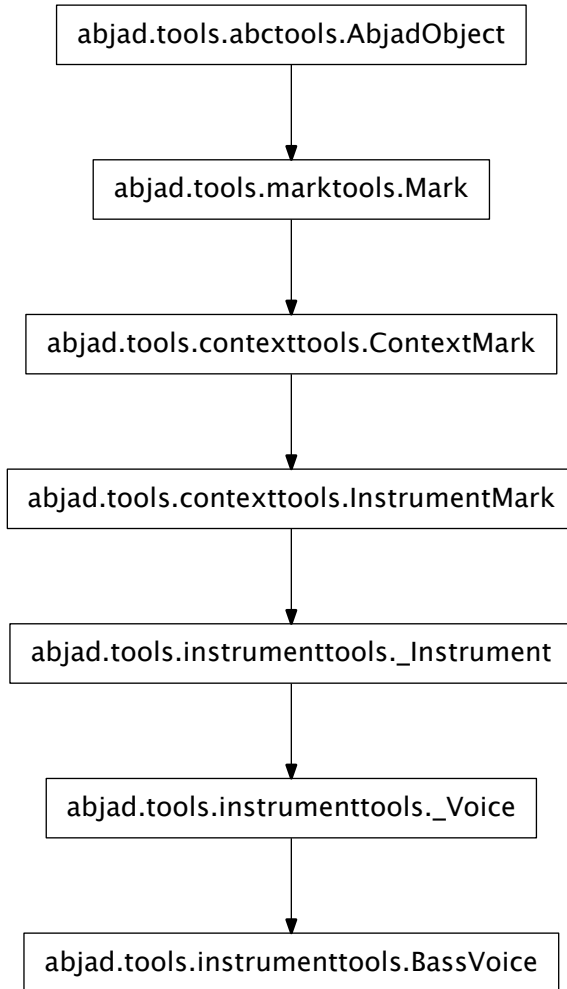 abjad.tools.abctools.AbjadObject
abjad.tools.marktools.Mark
abjad.tools.contexttools.ContextMark
abjad.tools.contexttools.InstrumentMark
abjad.tools.instrumenttools._Instrument
abjad.tools.instrumenttools._Voice
abjad.tools.instrumenttools.BassVoice